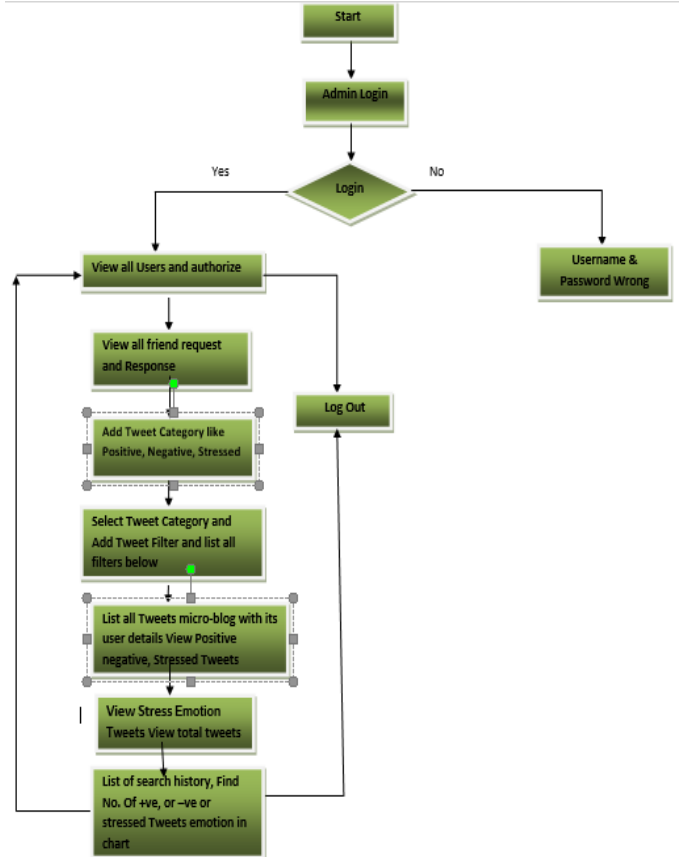 Start
Admin Login
Yes
Login
No
View all Users and authorize
Username &
Password Wrong
View all friend request
and Response
Log Out
Add Tweet Category like
Positive, Negative, Stressed
Select Tweet Category and
Add Tweet Filter and list all
filters below
List all Tweets micro-blog with its
user details View Positive
negative, Stressed Tweets
View Stress Emotion
Tweets View total tweets
List of search history, Find
No. Of +ve, or –ve or
stressed Tweets emotion in
chart